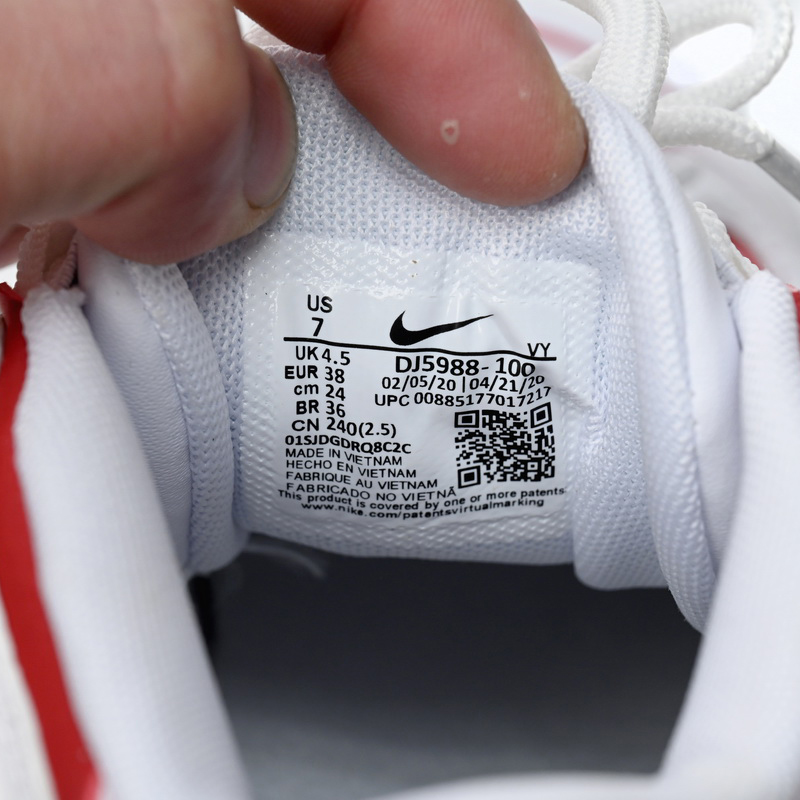 US
7
VY
UK 4.5
EUR 38
cm 24
BR 36
CN 240(2.5)
DJ5988-100
02/05/20 | 04/21/20
UPC 00885177017217
01SJDGDRQ8C2C
MADE IN VIETNAM
HECHO EN VIETNAM
FABRIQUE AU VIETNAM
FABRICADO NO VIETNÃ
This product is covered by one or more patents
www.nike.com/patentsvirtualmarking